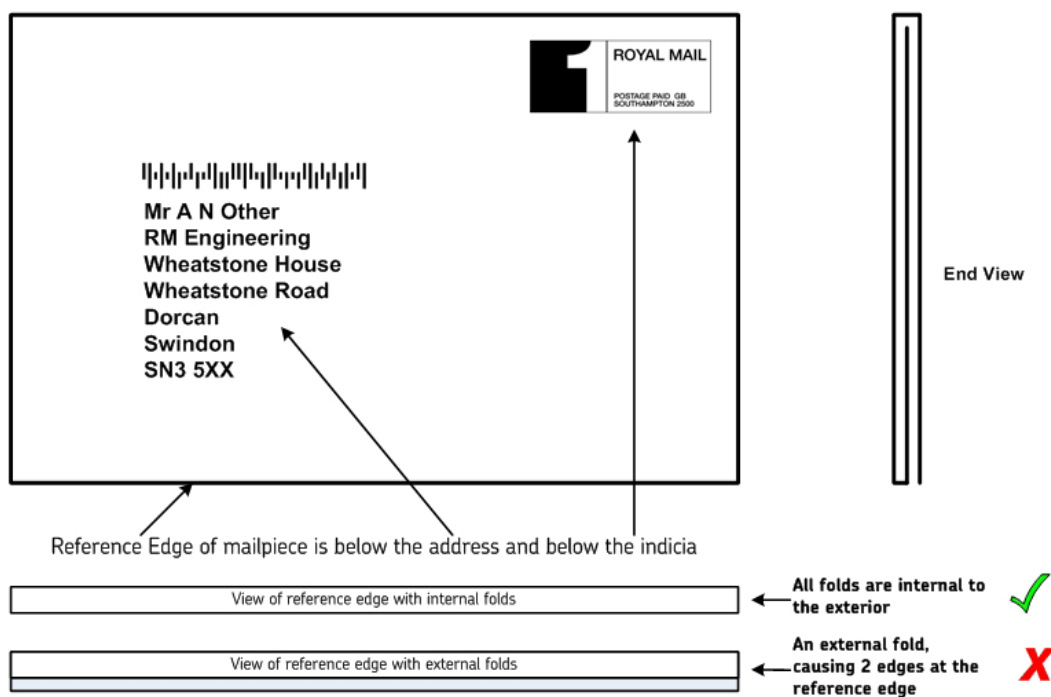 ROYAL MAIL
POSTAGE PAID GB
SOUTHAMPTON 2500
Mr A N Other
RM Engineering
Wheatstone House
Wheatstone Road
Dorcan
Swindon
SN3 5XX
End View
Reference Edge of mailpiece is below the address and below the indicia
View of reference edge with internal folds
All folds are internal to
the exterior
View of reference edge with external folds
An external fold,
causing 2 edges at the
reference edge